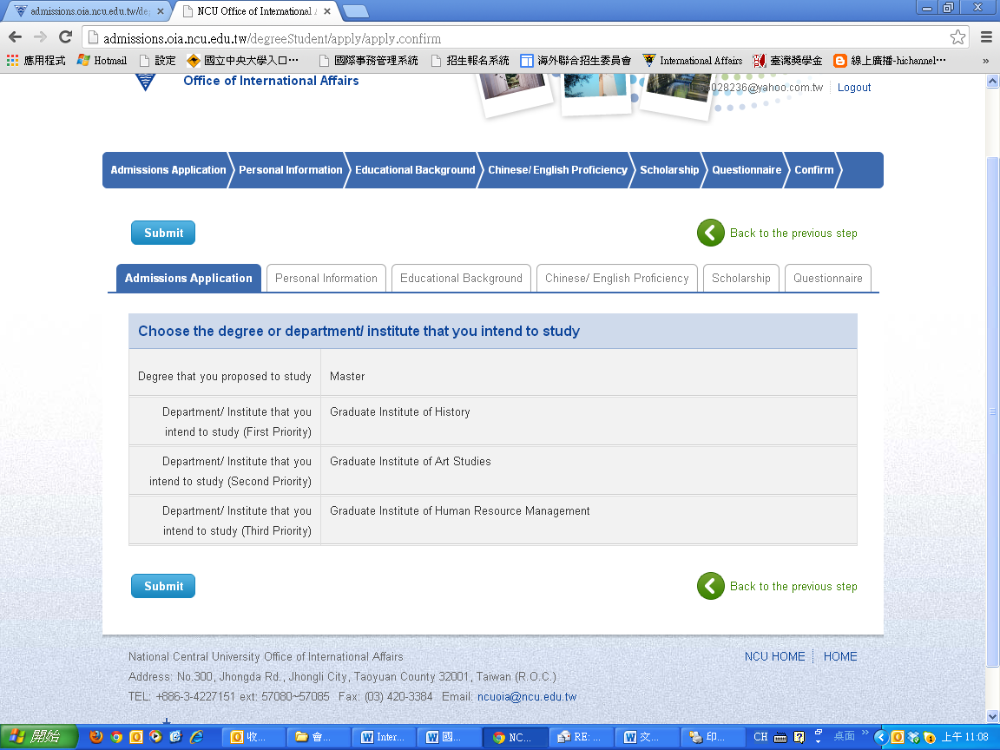 admissions.oia.ncu.edu.tw/de
NCU Office of International
admissions.oia.ncu.edu.tw/degreeStudent/apply/apply.confirm
應用程式 Hotmail 設定 國立中央大學入口⋯ 國際事務管理系統 招生報名系統 海外聯合招生委員會 International Affairs 臺灣獎學金 線上廣播-hichannel⋯ »
Office of International Affairs
028236@yahoo.com.tw Logout
Admissions Application Personal Information Educational Background Chinese/ English Proficiency Scholarship Questionnaire Confirm
Submit Back to the previous step
Admissions Application Personal Information Educational Background Chinese/ English Proficiency Scholarship Questionnaire
Choose the degree or department/ institute that you intend to study
Degree that you proposed to study Master
Department/ Institute that you intend to study (First Priority) Graduate Institute of History
Department/ Institute that you intend to study (Second Priority) Graduate Institute of Art Studies
Department/ Institute that you intend to study (Third Priority) Graduate Institute of Human Resource Management
Submit Back to the previous step
National Central University Office of International Affairs NCU HOME HOME
Address: No.300, Jhongda Rd., Jhongli City, Taoyuan County 32001, Taiwan (R.O.C.)
TEL: +886-3-4227151 ext: 57080~57085 Fax: (03) 420-3384 Email: ncuoia@ncu.edu.tw
開始 收... 會... Inter... 國... NC... RE: ... 文... 印... CH 桌面 » 上午 11:08